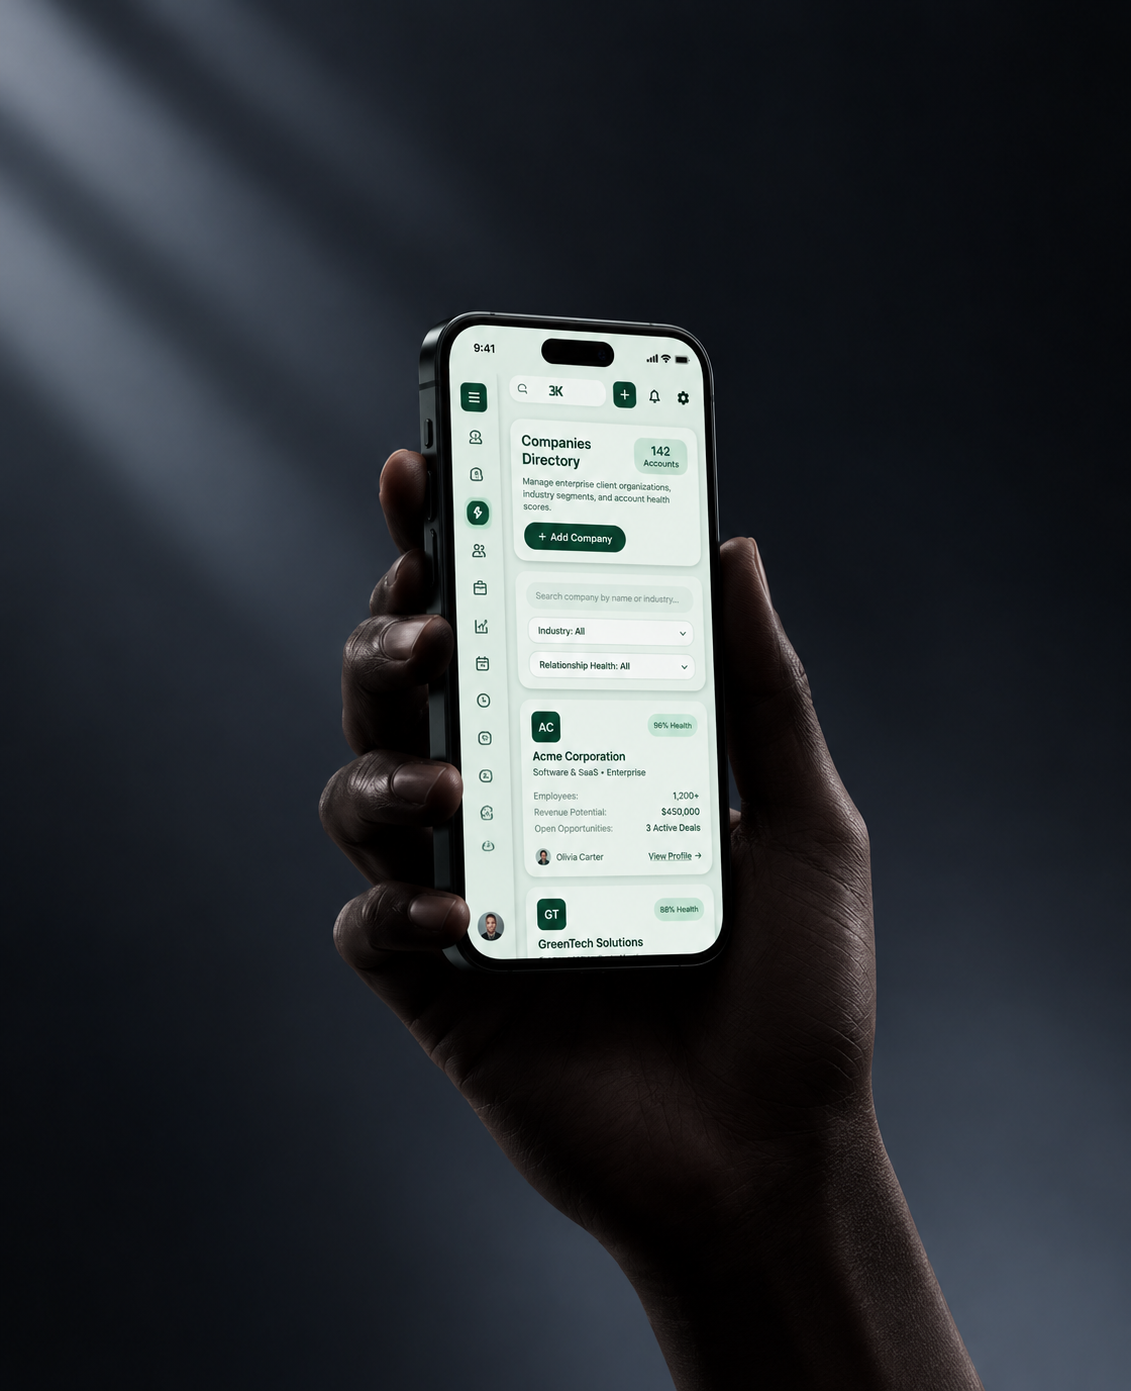 9:41
3K
Companies
Directory
142
Accounts
Manage enterprise client organizations,
industry segments, and account health
scores.
+ Add Company
Search company by name or industry...
Industry: All
Relationship Health: All
AC
96% Health
Acme Corporation
Software & SaaS • Enterprise
Employees: 1,200+
Revenue Potential: $450,000
Open Opportunities: 3 Active Deals
Olivia Carter
View Profile →
GT
88% Health
GreenTech Solutions